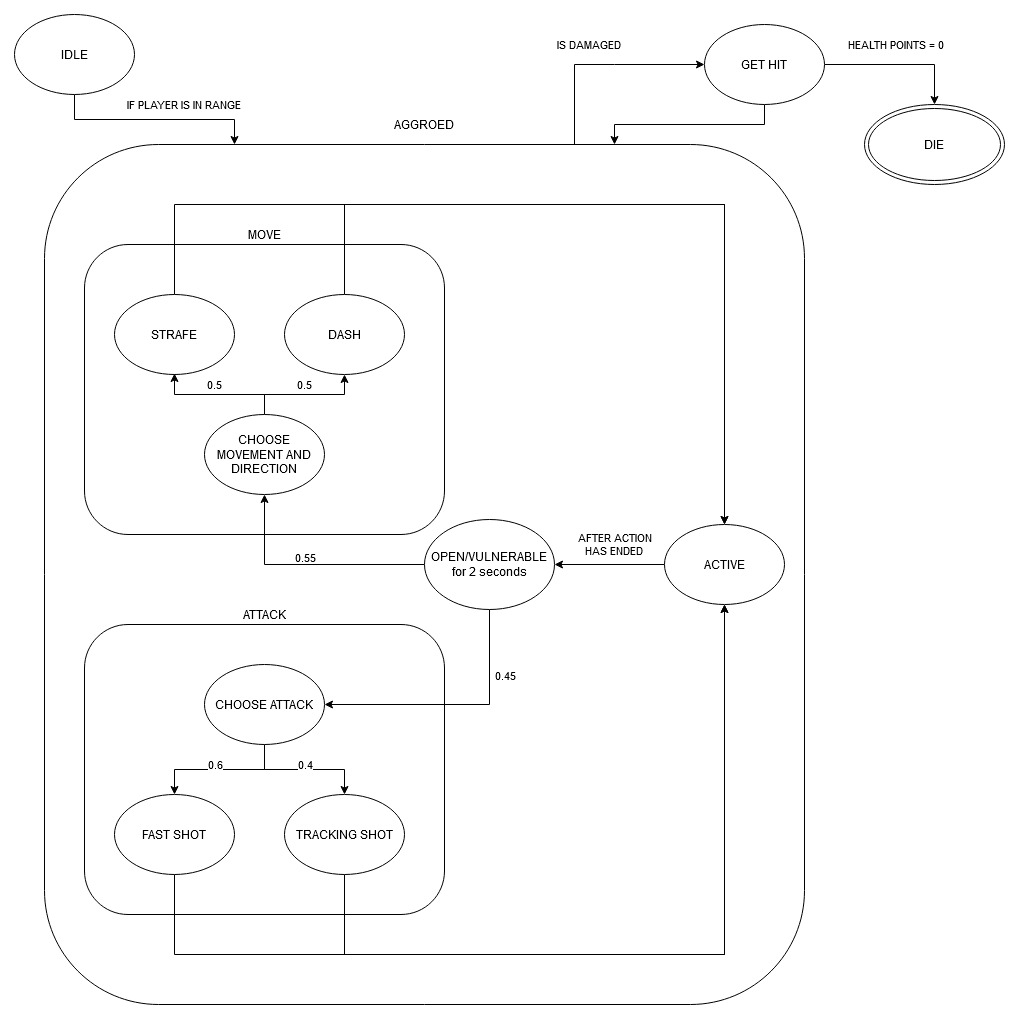 IDLE
IF PLAYER IS IN RANGE
IS DAMAGED
GET HIT
HEALTH POINTS = 0
DIE
AGGROED
MOVE
STRAFE
DASH
0.5
0.5
CHOOSE
MOVEMENT AND
DIRECTION
0.55
OPEN/VULNERABLE
for 2 seconds
AFTER ACTION
HAS ENDED
ACTIVE
ATTACK
0.45
CHOOSE ATTACK
0.6
0.4
FAST SHOT
TRACKING SHOT